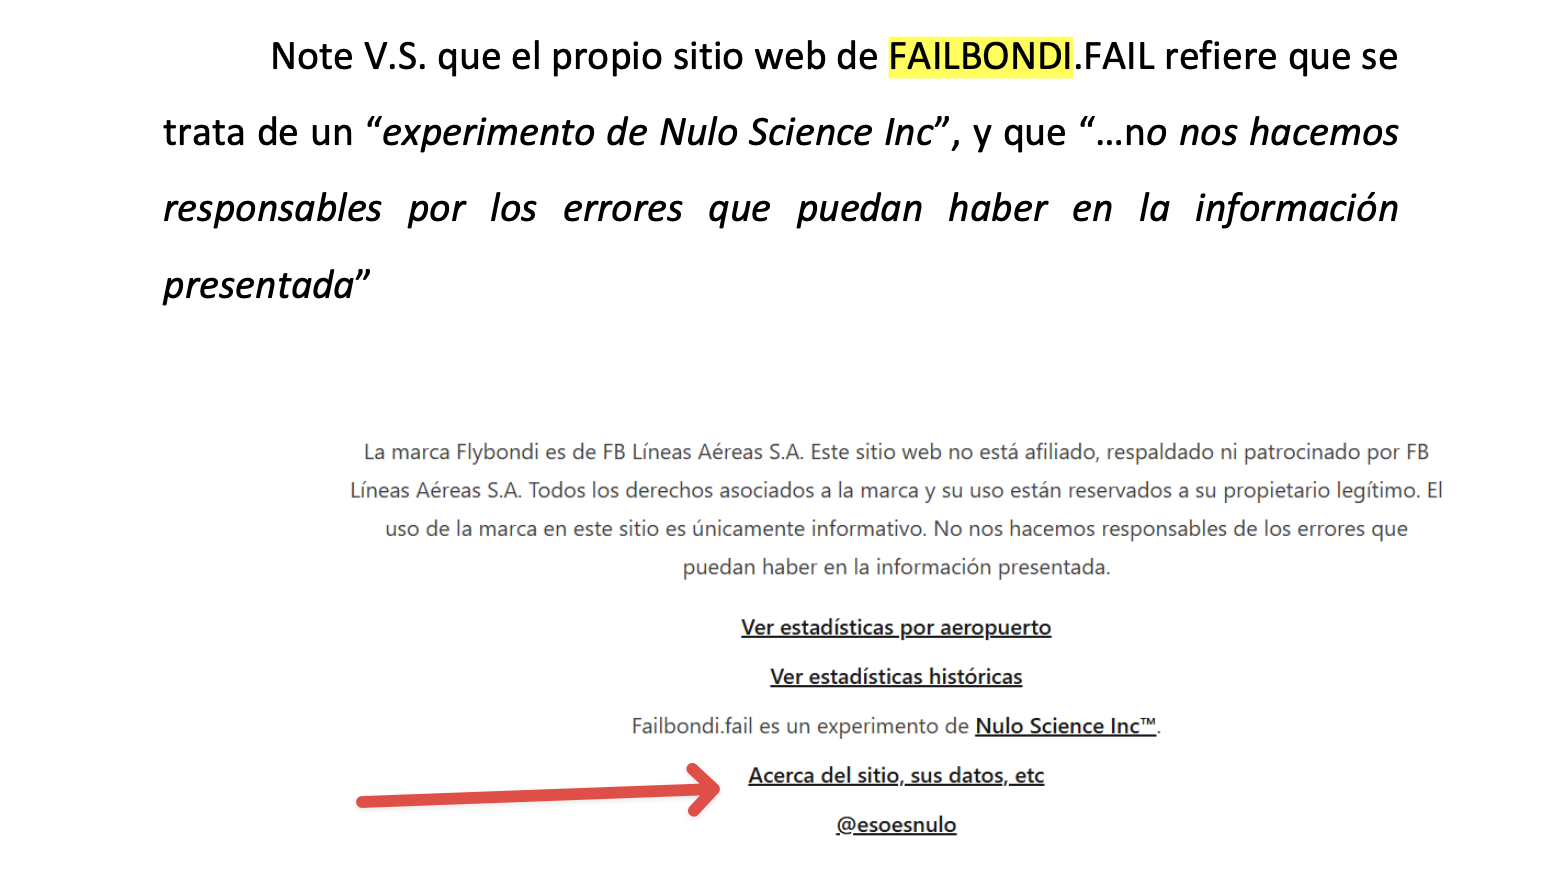 Note V.S. que el propio sitio web de FAILBONDI.FAIL refiere que se
trata de un “experimento de Nulo Science Inc”, y que “…no nos hacemos
responsables por los errores que puedan haber en la información
presentada”
La marca Flybondi es de FB Líneas Aéreas S.A. Este sitio web no está afiliado, respaldado ni patrocinado por FB
Líneas Aéreas S.A. Todos los derechos asociados a la marca y su uso están reservados a su propietario legítimo. El
uso de la marca en este sitio es únicamente informativo. No nos hacemos responsables de los errores que
puedan haber en la información presentada.
Ver estadísticas por aeropuerto
Ver estadísticas históricas
Failbondi.fail es un experimento de Nulo Science Inc™.
Acerca del sitio, sus datos, etc
@esoesnulo